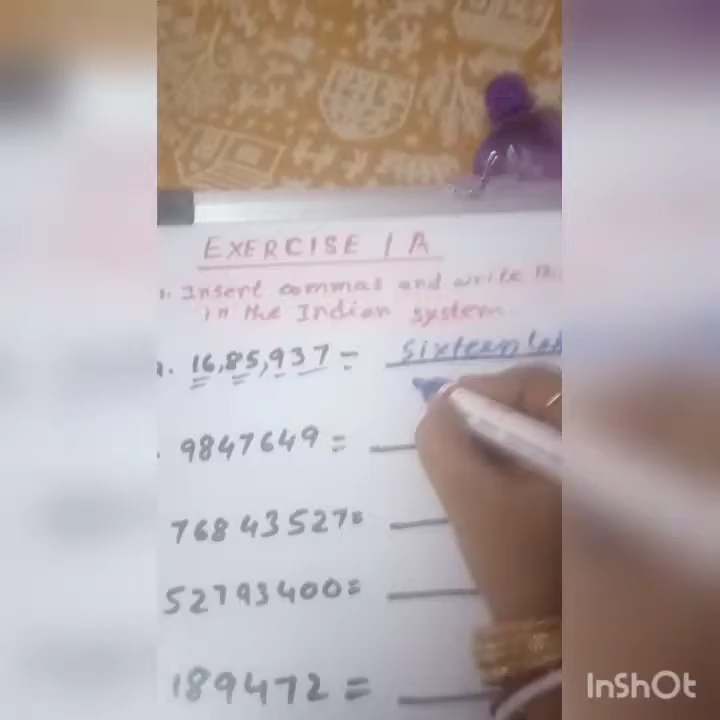 EXERCISE 1A
1. Insert commas and write
in the Indian system.
a. 16,85,937 = Sixteen
9847649 =
76843527=
52793400=
189472 =
InShOt